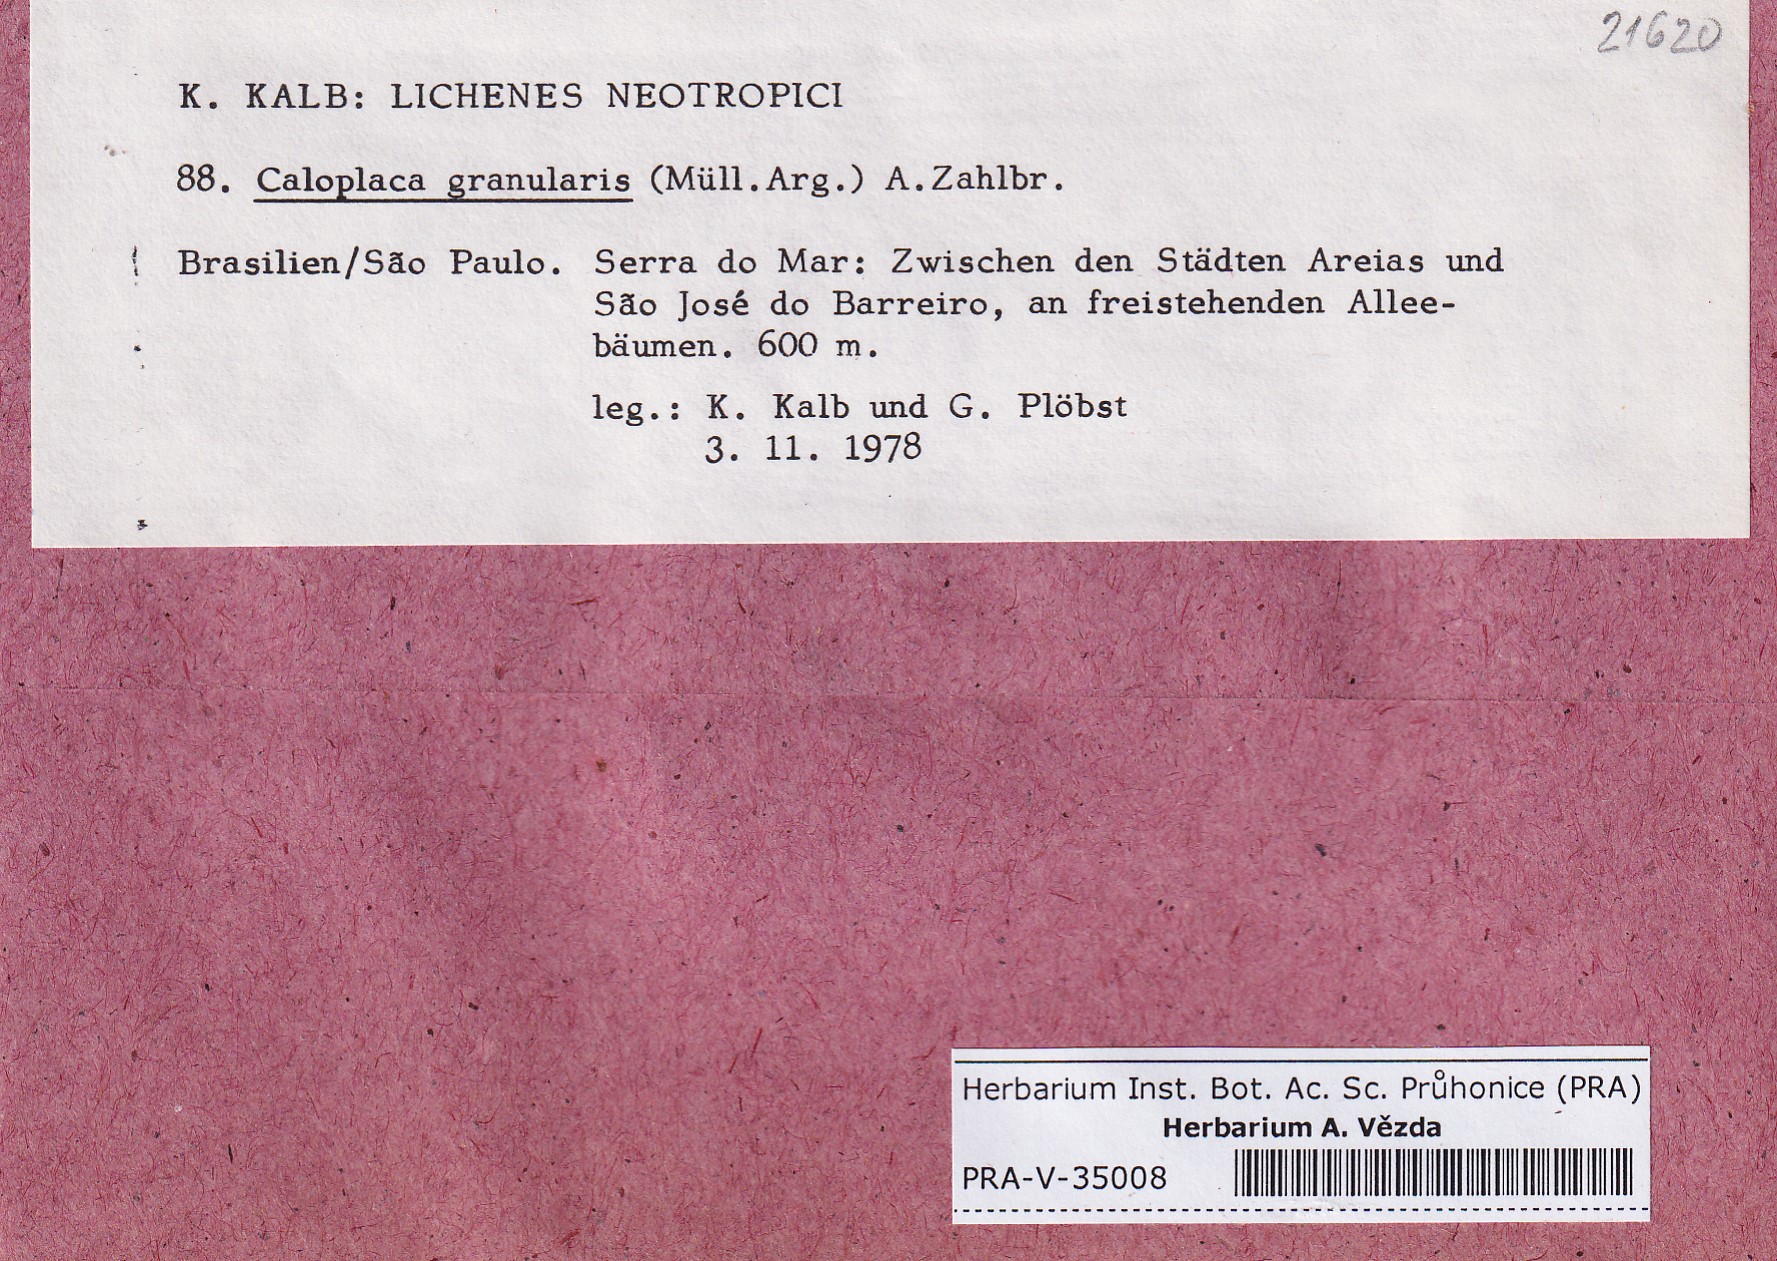 21620
K. KALB: LICHENES NEOTROPICI
88. Caloplaca granularis (Müll.Arg.) A.Zahlbr.
Brasilien/São Paulo. Serra do Mar: Zwischen den Städten Areias und
São José do Barreiro, an freistehenden Allee-
bäumen. 600 m.
leg.: K. Kalb und G. Plöbst
3. 11. 1978
Herbarium Inst. Bot. Ac. Sc. Průhonice (PRA)
Herbarium A. Vězda
PRA-V-35008